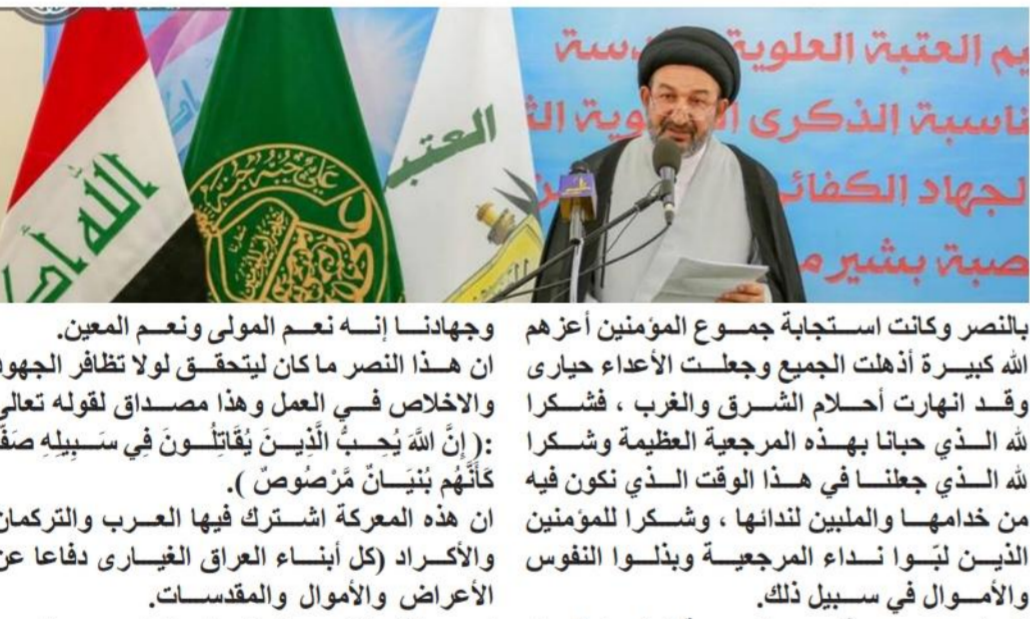 يم العتبة العلوية
ناسبة الذكرى
لجهاد الكفائ
صبة بشير
الله
العتب
بالنصر وكانت استجابة جموع المؤمنين أعزهم
الله كبيرة أذهلت الجميع وجعلت الأعداء حيارى
وقد انهارت أحلام الشرق والغرب ، فشكرا
لله الذي حبانا بهذه المرجعية العظيمة وشكرا
لله الذي جعلنا في هذا الوقت الذي نكون فيه
من خدامها والملبين لندائها ، وشكرا للمؤمنين
الذين لبّوا نداء المرجعية وبذلوا النفوس
والأموال في سبيل ذلك.
وجهادنا إنه نعم المولى ونعم المعين.
ان هذا النصر ما كان ليتحقق لولا تظافر الجهود
والاخلاص في العمل وهذا مصداق لقوله تعالى
:( إِنَّ اللَّهَ يُحِبُّ الَّذِينَ يُقَاتِلُونَ فِي سَبِيلِهِ صَفًّا
كَأَنَّهُم بُنْيَانٌ مَّرْصُوصٌ ).
ان هذه المعركة اشترك فيها العرب والتركمان
والأكراد (كل أبناء العراق الغيارى دفاعا عن
الأعراض والأموال والمقدسات.